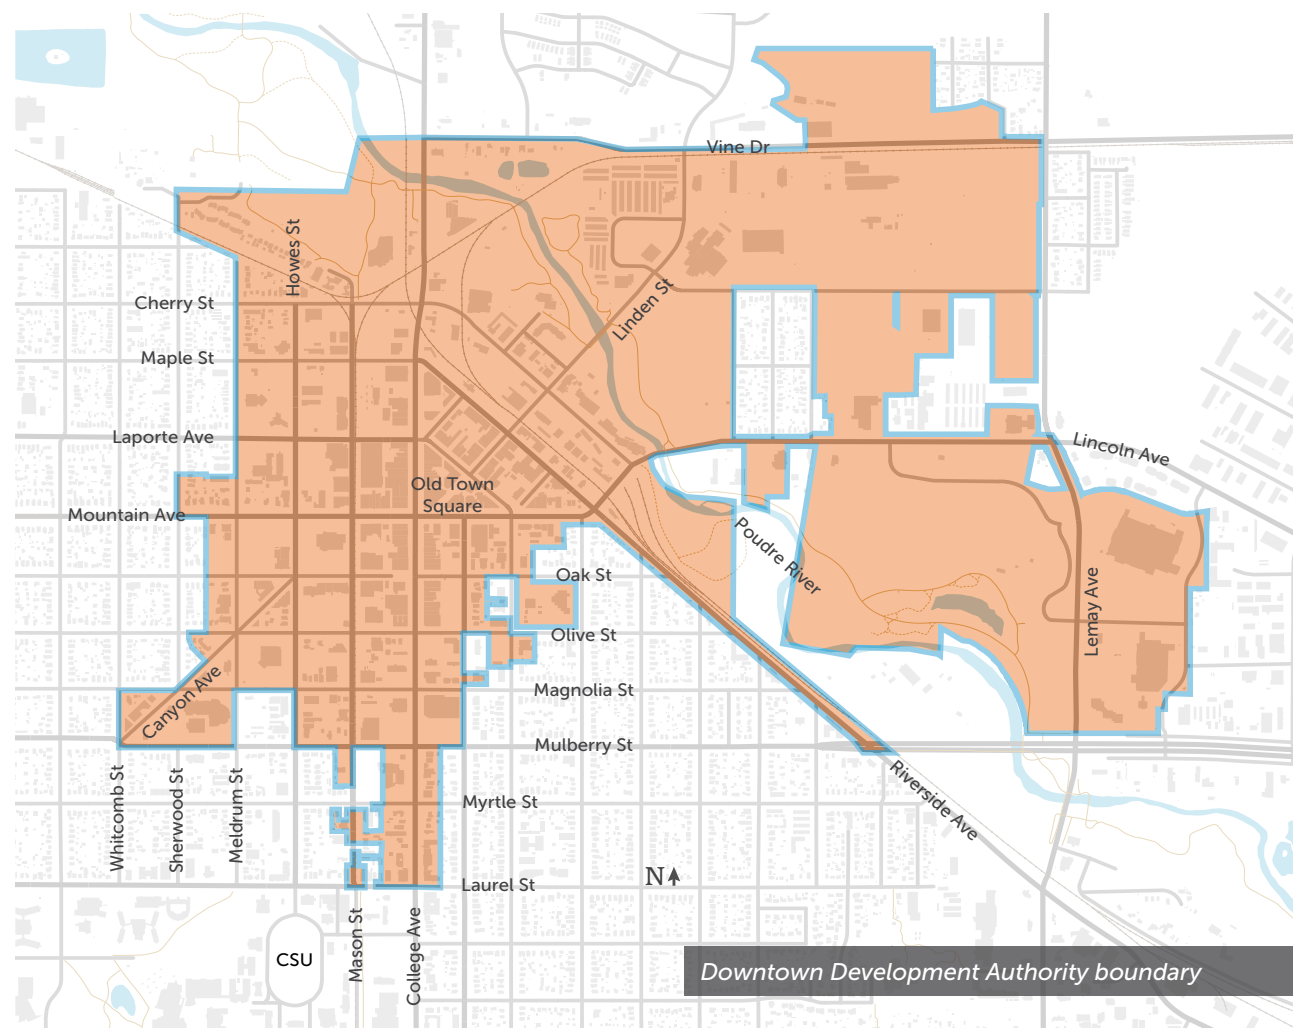 Vine Dr
Howes St
Cherry St
Linden St
Maple St
Laporte Ave
Lincoln Ave
Old Town
Square
Mountain Ave
Poudre River
Oak St
Lemay Ave
Olive St
Canyon Ave
Magnolia St
Mulberry St
Whitcomb St
Sherwood St
Meldrum St
Myrtle St
Riverside Ave
Laurel St
N
Mason St
College Ave
CSU
Downtown Development Authority boundary